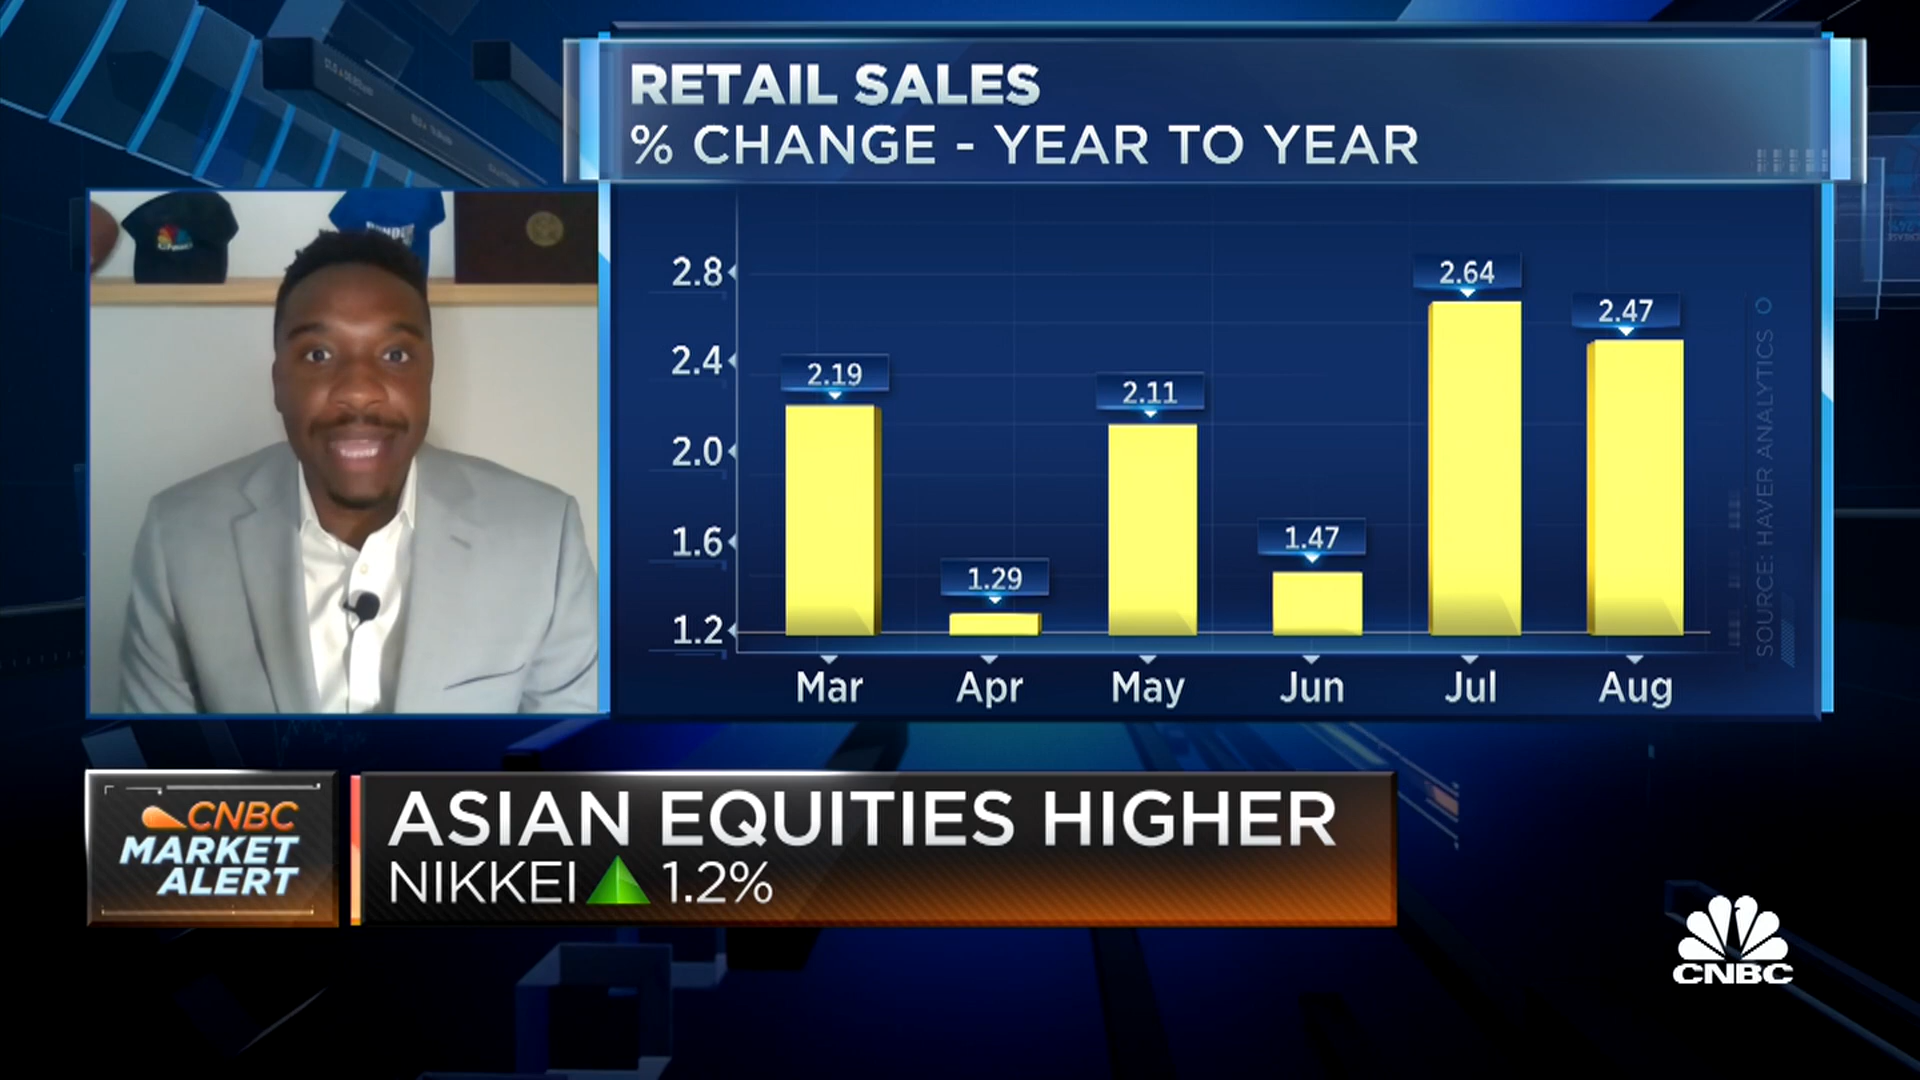 RETAIL SALES
% CHANGE - YEAR TO YEAR
2.8
2.4
2.0
1.6
1.2
2.19
1.29
2.11
1.47
2.64
2.47
Mar
Apr
May
Jun
Jul
Aug
SOURCE: HAVER ANALYTICS
CNBC
MARKET
ALERT
ASIAN EQUITIES HIGHER
NIKKEI 1.2%
CNBC